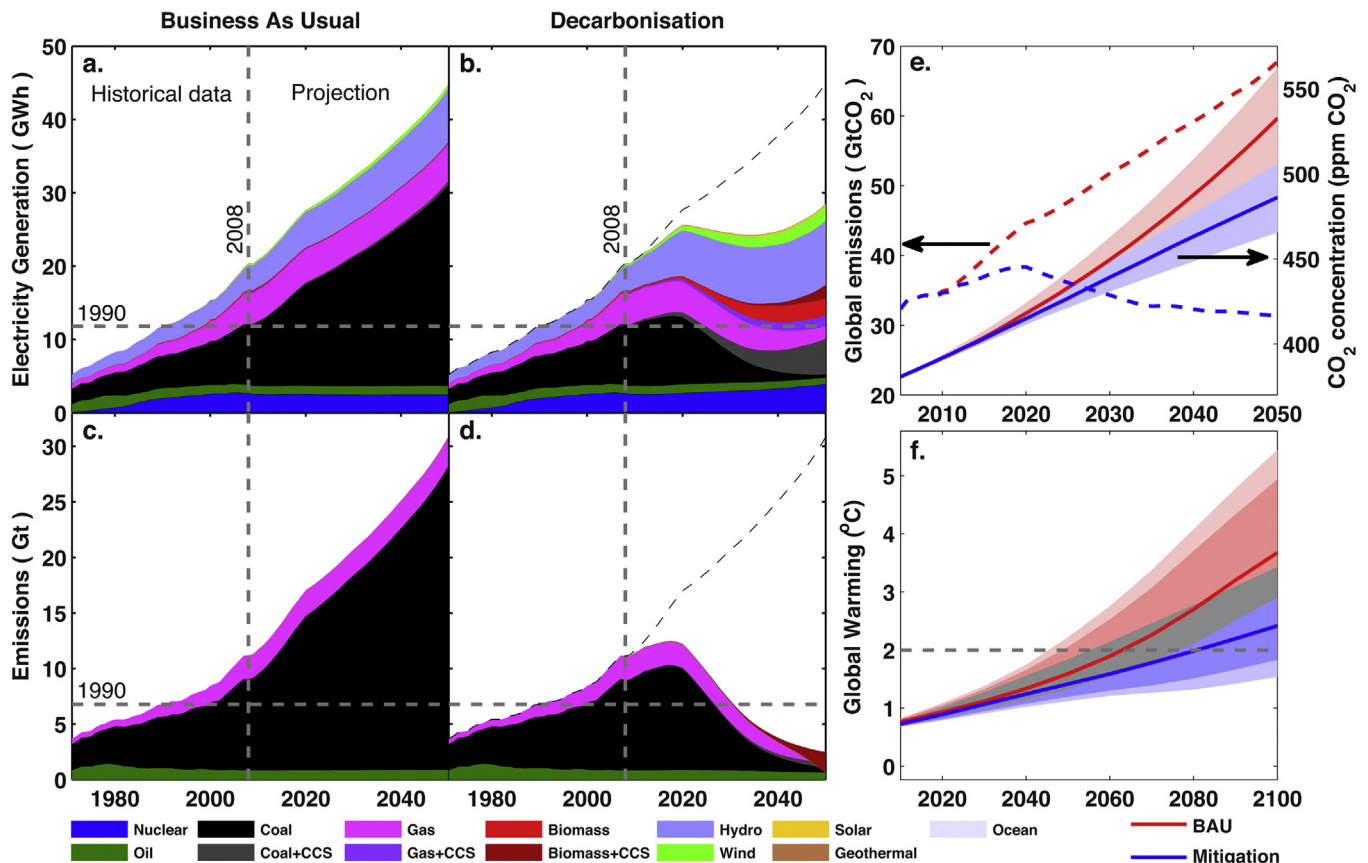 Business As Usual
Decarbonisation
a.
Historical data
Projection
2008
1990
Electricity Generation ( GWh )
50
40
30
20
10
0
b.
2008
c.
1990
Emissions ( Gt )
30
25
20
15
10
5
0
1980 2000 2020 2040
d.
1980 2000 2020 2040
e.
Global emissions ( GtCO2 )
70
60
50
40
30
20
CO2 concentration (ppm CO2)
550
500
450
400
2010 2020 2030 2040 2050
f.
Global Warming (oC)
5
4
3
2
1
0
2020 2040 2060 2080 2100
Nuclear Coal Gas Biomass Hydro Solar Ocean BAU
Oil Coal+CCS Gas+CCS Biomass+CCS Wind Geothermal Mitigation